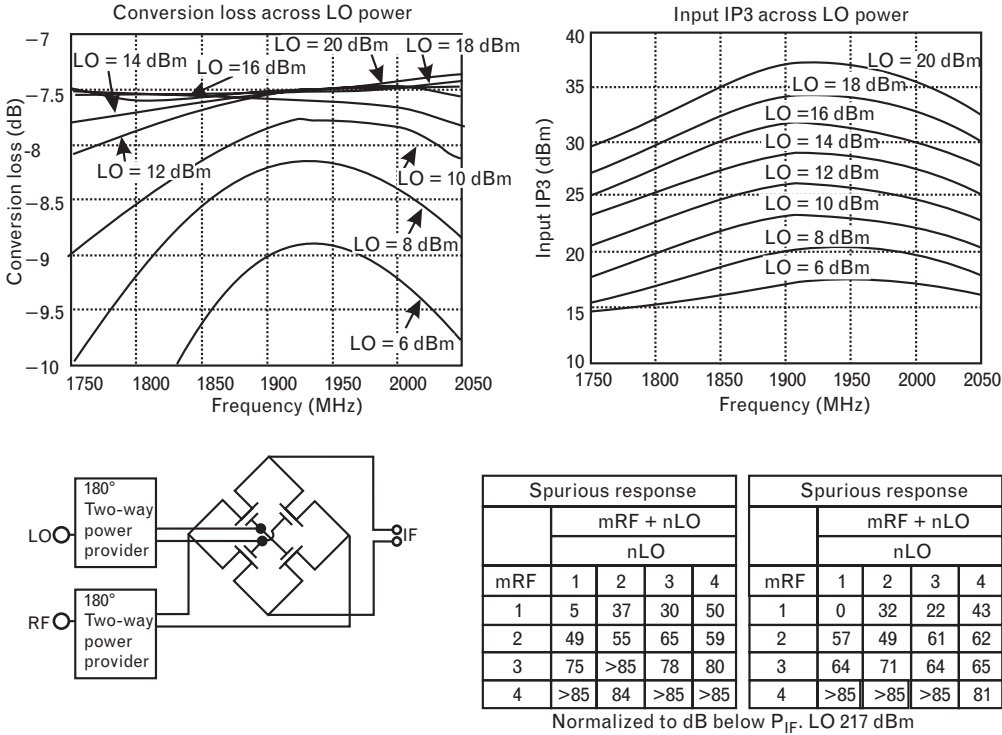 Conversion loss across LO power
−7
−7.5
−8
−8.5
−9
−9.5
−10
Conversion loss (dB)
LO = 14 dBm
LO =16 dBm
LO = 20 dBm
LO = 18 dBm
LO = 12 dBm
LO = 10 dBm
LO = 8 dBm
LO = 6 dBm
1750 1800 1850 1900 1950 2000 2050
Frequency (MHz)
Input IP3 across LO power
40
35
30
25
20
15
10
Input IP3 (dBm)
LO = 20 dBm
LO = 18 dBm
LO =16 dBm
LO = 14 dBm
LO = 12 dBm
LO = 10 dBm
LO = 8 dBm
LO = 6 dBm
1750 1800 1850 1900 1950 2000 2050
Frequency (MHz)
LO
180°
Two-way
power
provider
RF
180°
Two-way
power
provider
IF
Spurious response
mRF + nLO
nLO
mRF 1 2 3 4
1 5 37 30 50
2 49 55 65 59
3 75 >85 78 80
4 >85 84 >85 >85
Spurious response
mRF + nLO
nLO
mRF 1 2 3 4
1 0 32 22 43
2 57 49 61 62
3 64 71 64 65
4 >85 >85 >85 81
Normalized to dB below PIF. LO 217 dBm